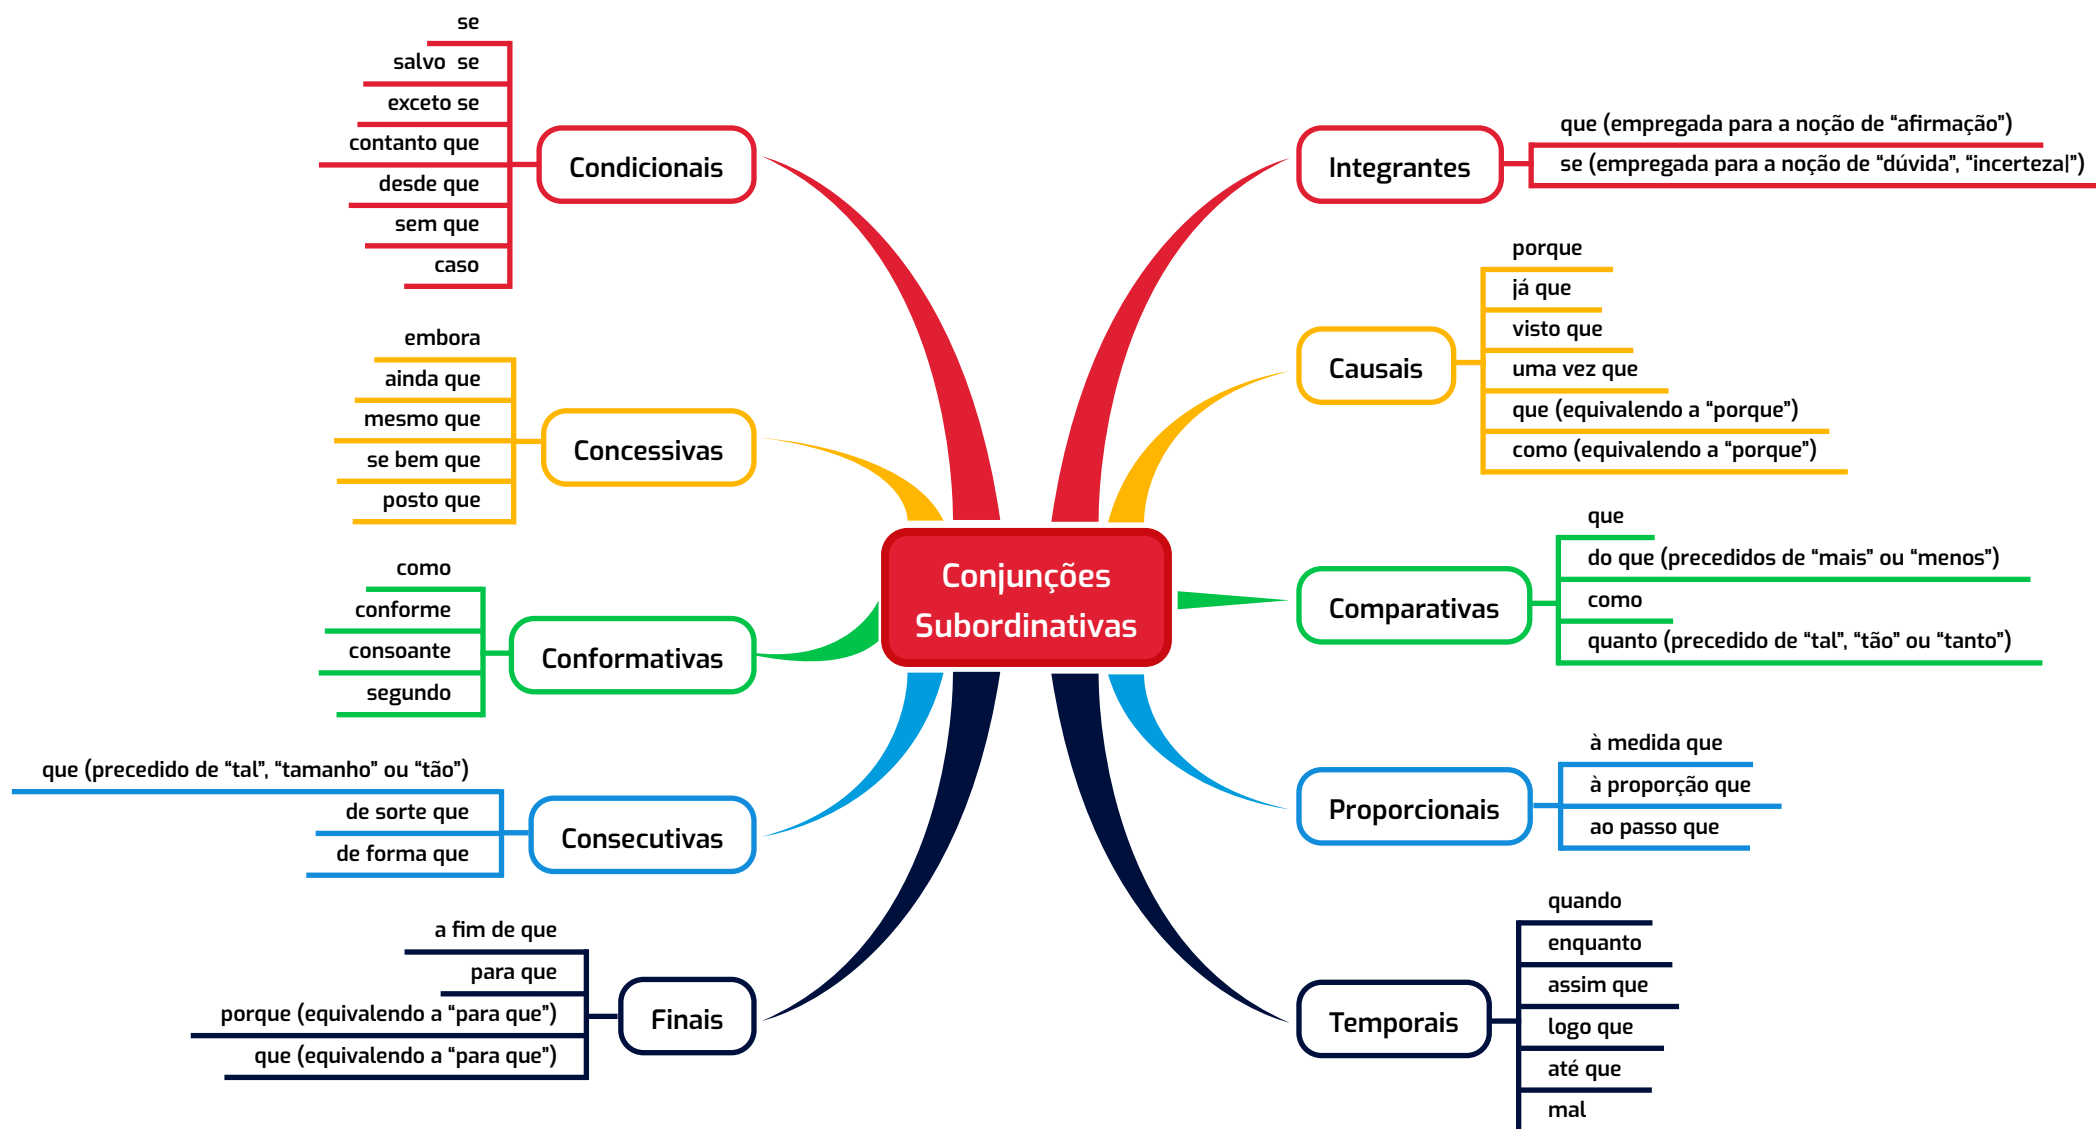 Conjunções
Subordinativas
Condicionais
se
salvo  se
exceto se
contanto que
desde que
sem que
caso
Concessivas
embora
ainda que
mesmo que
se bem que
posto que
Conformativas
como
conforme
consoante
segundo
Consecutivas
que (precedido de “tal”, “tamanho” ou “tão”)
de sorte que
de forma que
Finais
a fim de que
para que
porque (equivalendo a “para que”)
que (equivalendo a “para que”)
Integrantes
que (empregada para a noção de “afirmação”)
se (empregada para a noção de “dúvida”, “incerteza|”)
Causais
porque
já que
visto que
uma vez que
que (equivalendo a “porque”)
como (equivalendo a “porque”)
Comparativas
que
do que (precedidos de “mais” ou “menos”)
como
quanto (precedido de “tal”, “tão” ou “tanto”)
Proporcionais
à medida que
à proporção que
ao passo que
Temporais
quando
enquanto
assim que
logo que
até que
mal